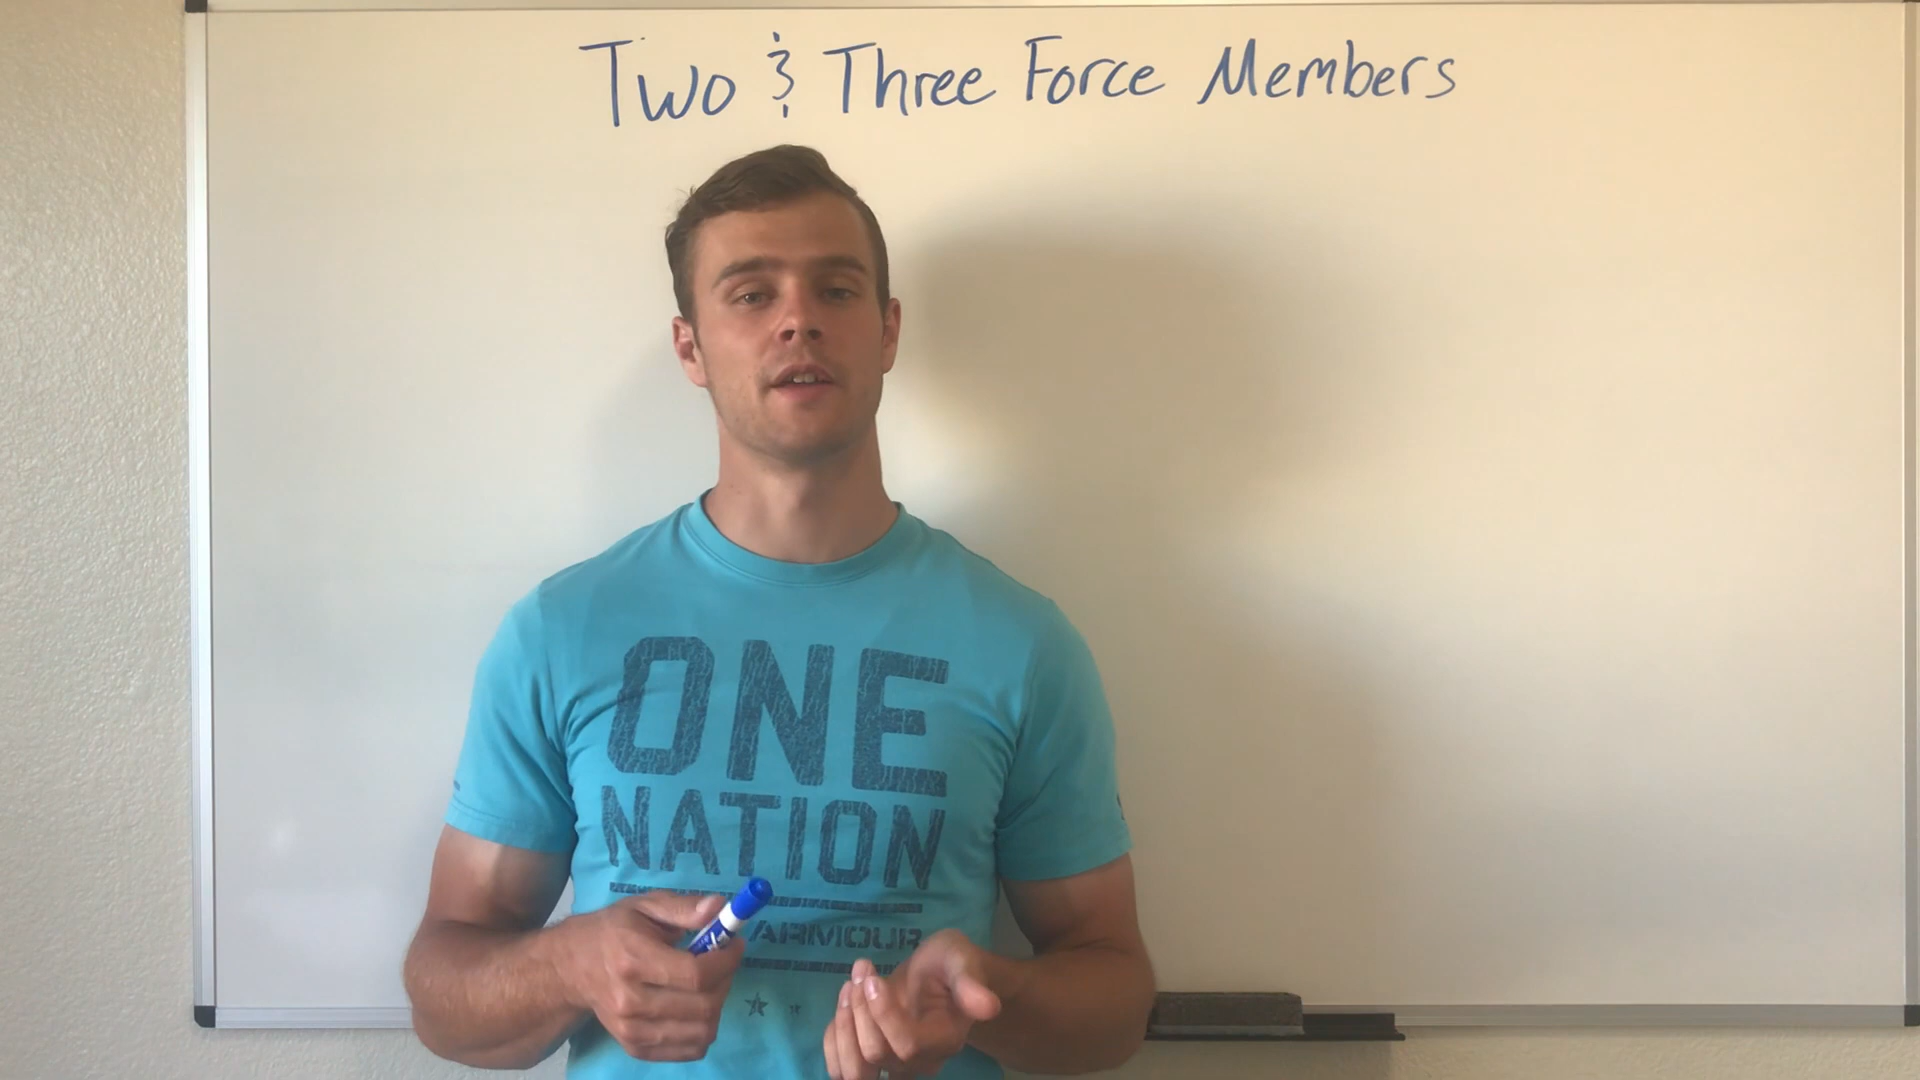 Two & Three Force Members
ONE
NATION
ARMOUR